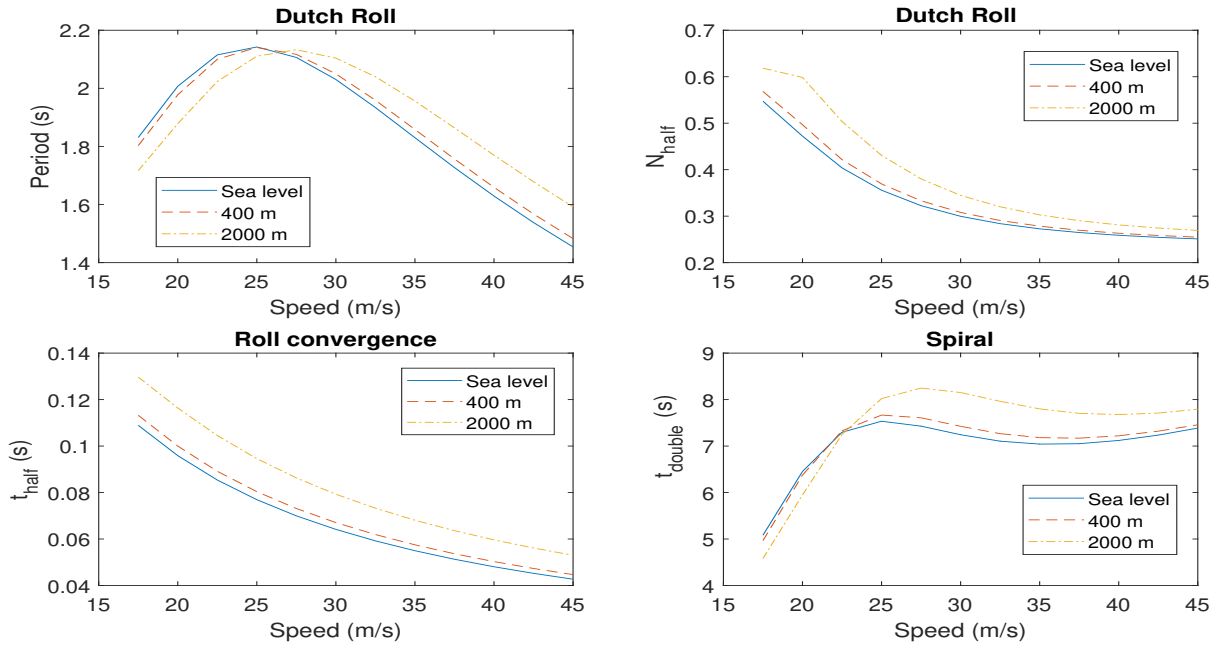 Dutch Roll
2.2
2
1.8
1.6
1.4
Period (s)
Sea level
400 m
2000 m
15 20 25 30 35 40 45
Speed (m/s)
Dutch Roll
0.7
0.6
0.5
0.4
0.3
0.2
N_half
Sea level
400 m
2000 m
15 20 25 30 35 40 45
Speed (m/s)
Roll convergence
0.14
0.12
0.1
0.08
0.06
0.04
t_half (s)
Sea level
400 m
2000 m
15 20 25 30 35 40 45
Speed (m/s)
Spiral
9
8
7
6
5
4
t_double (s)
Sea level
400 m
2000 m
15 20 25 30 35 40 45
Speed (m/s)